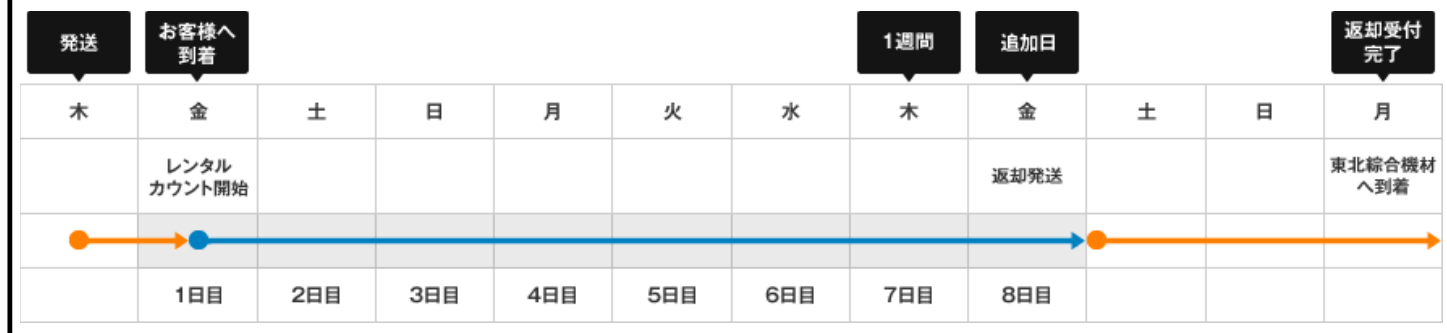 発送
お客様へ
到着
1週間
追加日
返却受付
完了
木 金 土 日 月 火 水 木 金 土 日 月
レンタル
カウント開始
返却発送
東北綜合機材
へ到着
1日目 2日目 3日目 4日目 5日目 6日目 7日目 8日目